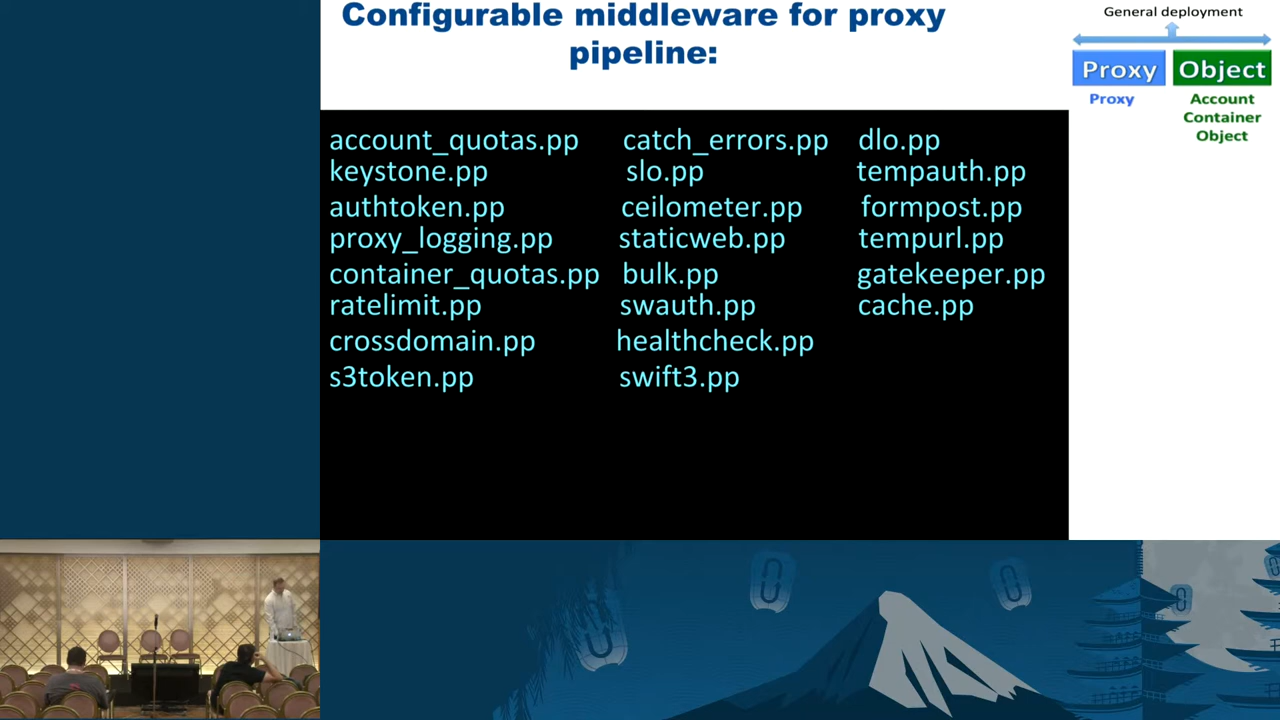 Configurable middleware for proxy
pipeline:
General deployment
Proxy Object
Proxy
Account
Container
Object
account_quotas.pp catch_errors.pp dlo.pp
keystone.pp slo.pp tempauth.pp
authtoken.pp ceilometer.pp formpost.pp
proxy_logging.pp staticweb.pp tempurl.pp
container_quotas.pp bulk.pp gatekeeper.pp
ratelimit.pp swauth.pp cache.pp
crossdomain.pp healthcheck.pp
s3token.pp swift3.pp